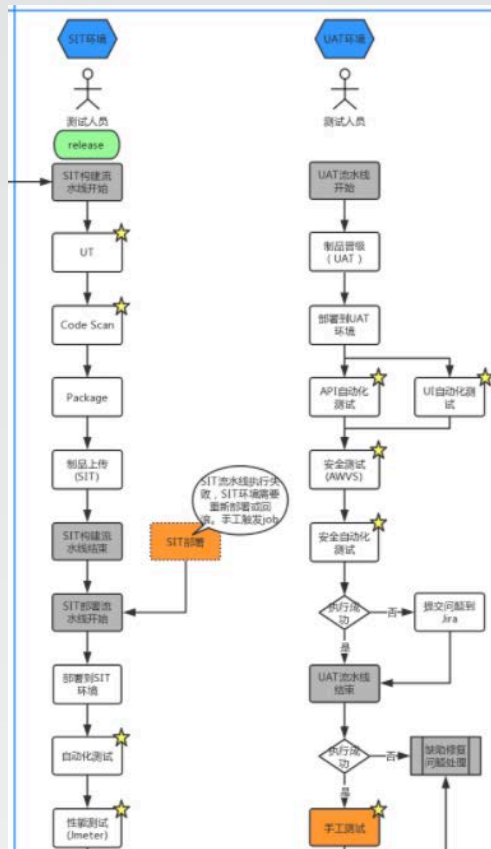 SIT环境
测试人员
release
SIT构建流
水线开始
UT
Code Scan
Package
制品上传
(SIT)
SIT构建流
水线结束
SIT部署流
水线开始
部署到SIT
环境
自动化测试
性能测试
(Jmeter)
SIT流水线执行失
败，SIT环境需要
重新部署或回
滚。手工触发job
SIT部署
UAT环境
测试人员
UAT流水线
开始
制品晋级
（UAT）
部署到UAT
环境
API自动化
测试
UI自动化测
试
安全测试
(AWVS)
安全自动化
测试
执行成
功
否
提交问题到
Jira
是
UAT流水线
结束
执行成
功
否
缺陷修复
问题处理
是
手工测试